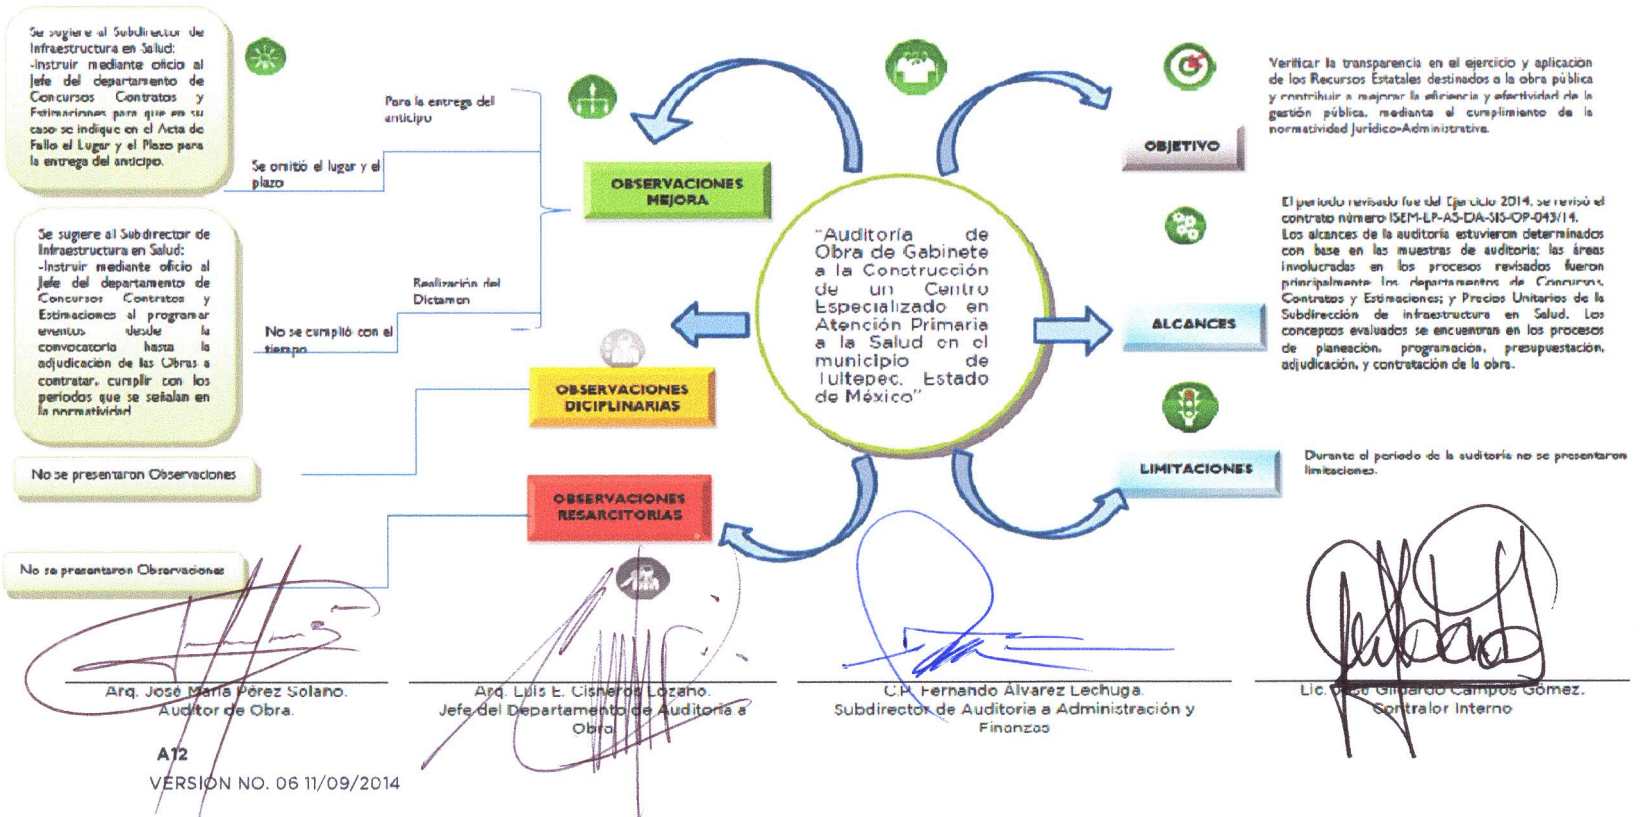 Se sugiere al Subdirector de
Infraestructura en Salud:
-Instruir mediante oficio al
Jefe del departamento de
Concursos Contratos y
Estimaciones para que en su
caso se indique en el Acta de
Fallo el Lugar y el Plazo para
la entrega del anticipo.
Para la entrega del
anticipo
Se omitió el lugar y el
plazo
OBSERVACIONES
MEJORA
Se sugiere al Subdirector de
Infraestructura en Salud:
-Instruir mediante oficio al
Jefe del departamento de
Concursos Contratos y
Estimaciones al programar
eventos desde la
convocatoria hasta la
adjudicación de las Obras a
contratar, cumplir con los
periodos que se señalan en
la normatividad
Realización del
Dictamen
No se cumplió con el
tiempo
OBSERVACIONES
DICIPLINARIAS
No se presentaron Observaciones
OBSERVACIONES
RESARCITORIAS
No se presentaron Observaciones
"Auditoría de
Obra de Gabinete
a la Construcción
de un Centro
Especializado en
Atención Primaria
a la Salud en el
municipio de
Tultepec, Estado
de México"
OBJETIVO
Verificar la transparencia en el ejercicio y aplicación
de los Recursos Estatales destinados a la obra pública
y contribuir a mejorar la eficiencia y efectividad de la
gestión pública, mediante el cumplimiento de la
normatividad Jurídico-Administrativa.
ALCANCES
El periodo revisado fue del Ejercicio 2014, se revisó el
contrato número ISEM-LP-AS-DA-SIS-OP-043/14.
Los alcances de la auditoría estuvieron determinados
con base en las muestras de auditoría; las áreas
involucradas en los procesos revisados fueron
principalmente los departamentos de Concursos,
Contratos y Estimaciones; y Precios Unitarios de la
Subdirección de infraestructura en Salud. Los
conceptos evaluados se encuentran en los procesos
de planeación, programación, presupuestación,
adjudicación, y contratación de la obra.
LIMITACIONES
Durante el periodo de la auditoría no se presentaron
limitaciones.
Arq. José María Pérez Solano.
Auditor de Obra.
Arq. Luis E. Cisneros Lozano.
Jefe del Departamento de Auditoría a
Obra
C.P. Fernando Álvarez Lechuga.
Subdirector de Auditoria a Administración y
Finanzas
Lic. José Gildardo Campos Gómez.
Contralor Interno
A12
VERSIÓN NO. 06 11/09/2014